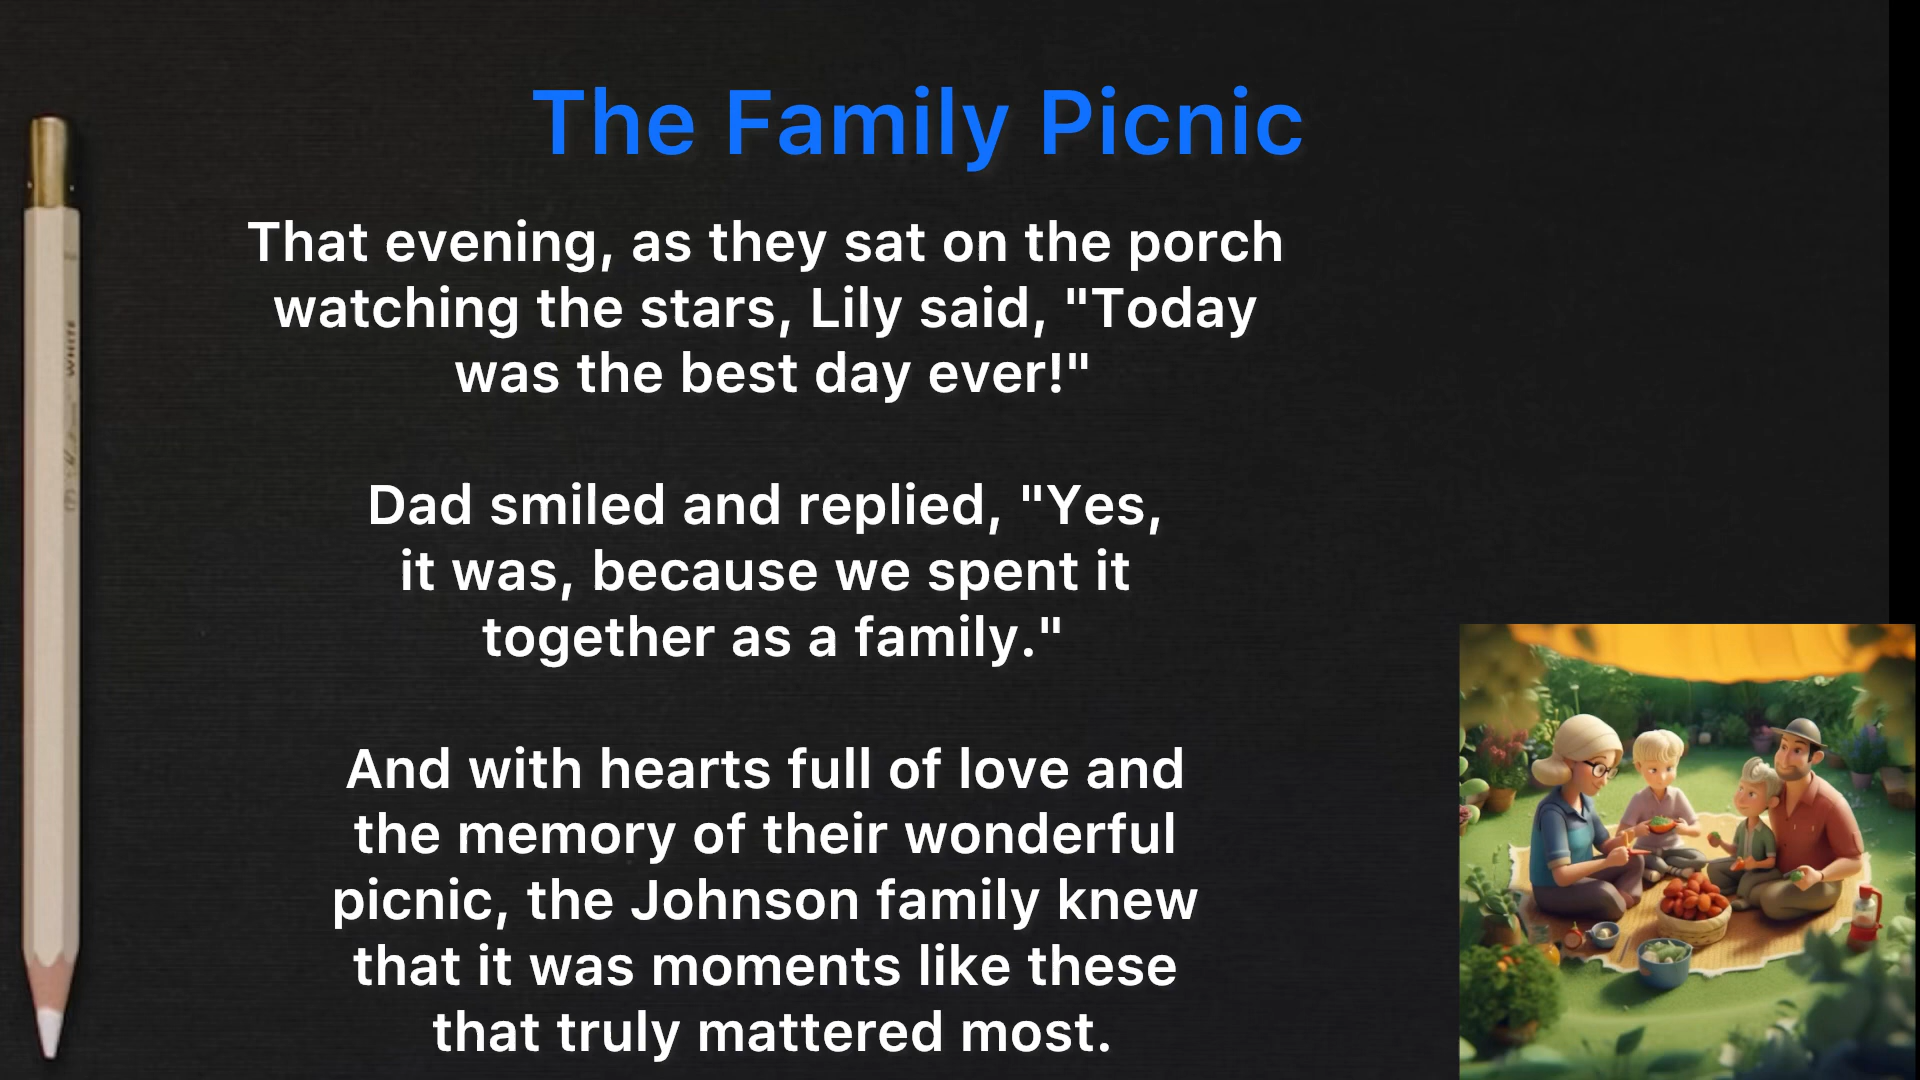 The Family Picnic
That evening, as they sat on the porch
watching the stars, Lily said, "Today
was the best day ever!"
Dad smiled and replied, "Yes,
it was, because we spent it
together as a family."
And with hearts full of love and
the memory of their wonderful
picnic, the Johnson family knew
that it was moments like these
that truly mattered most.
WHITE